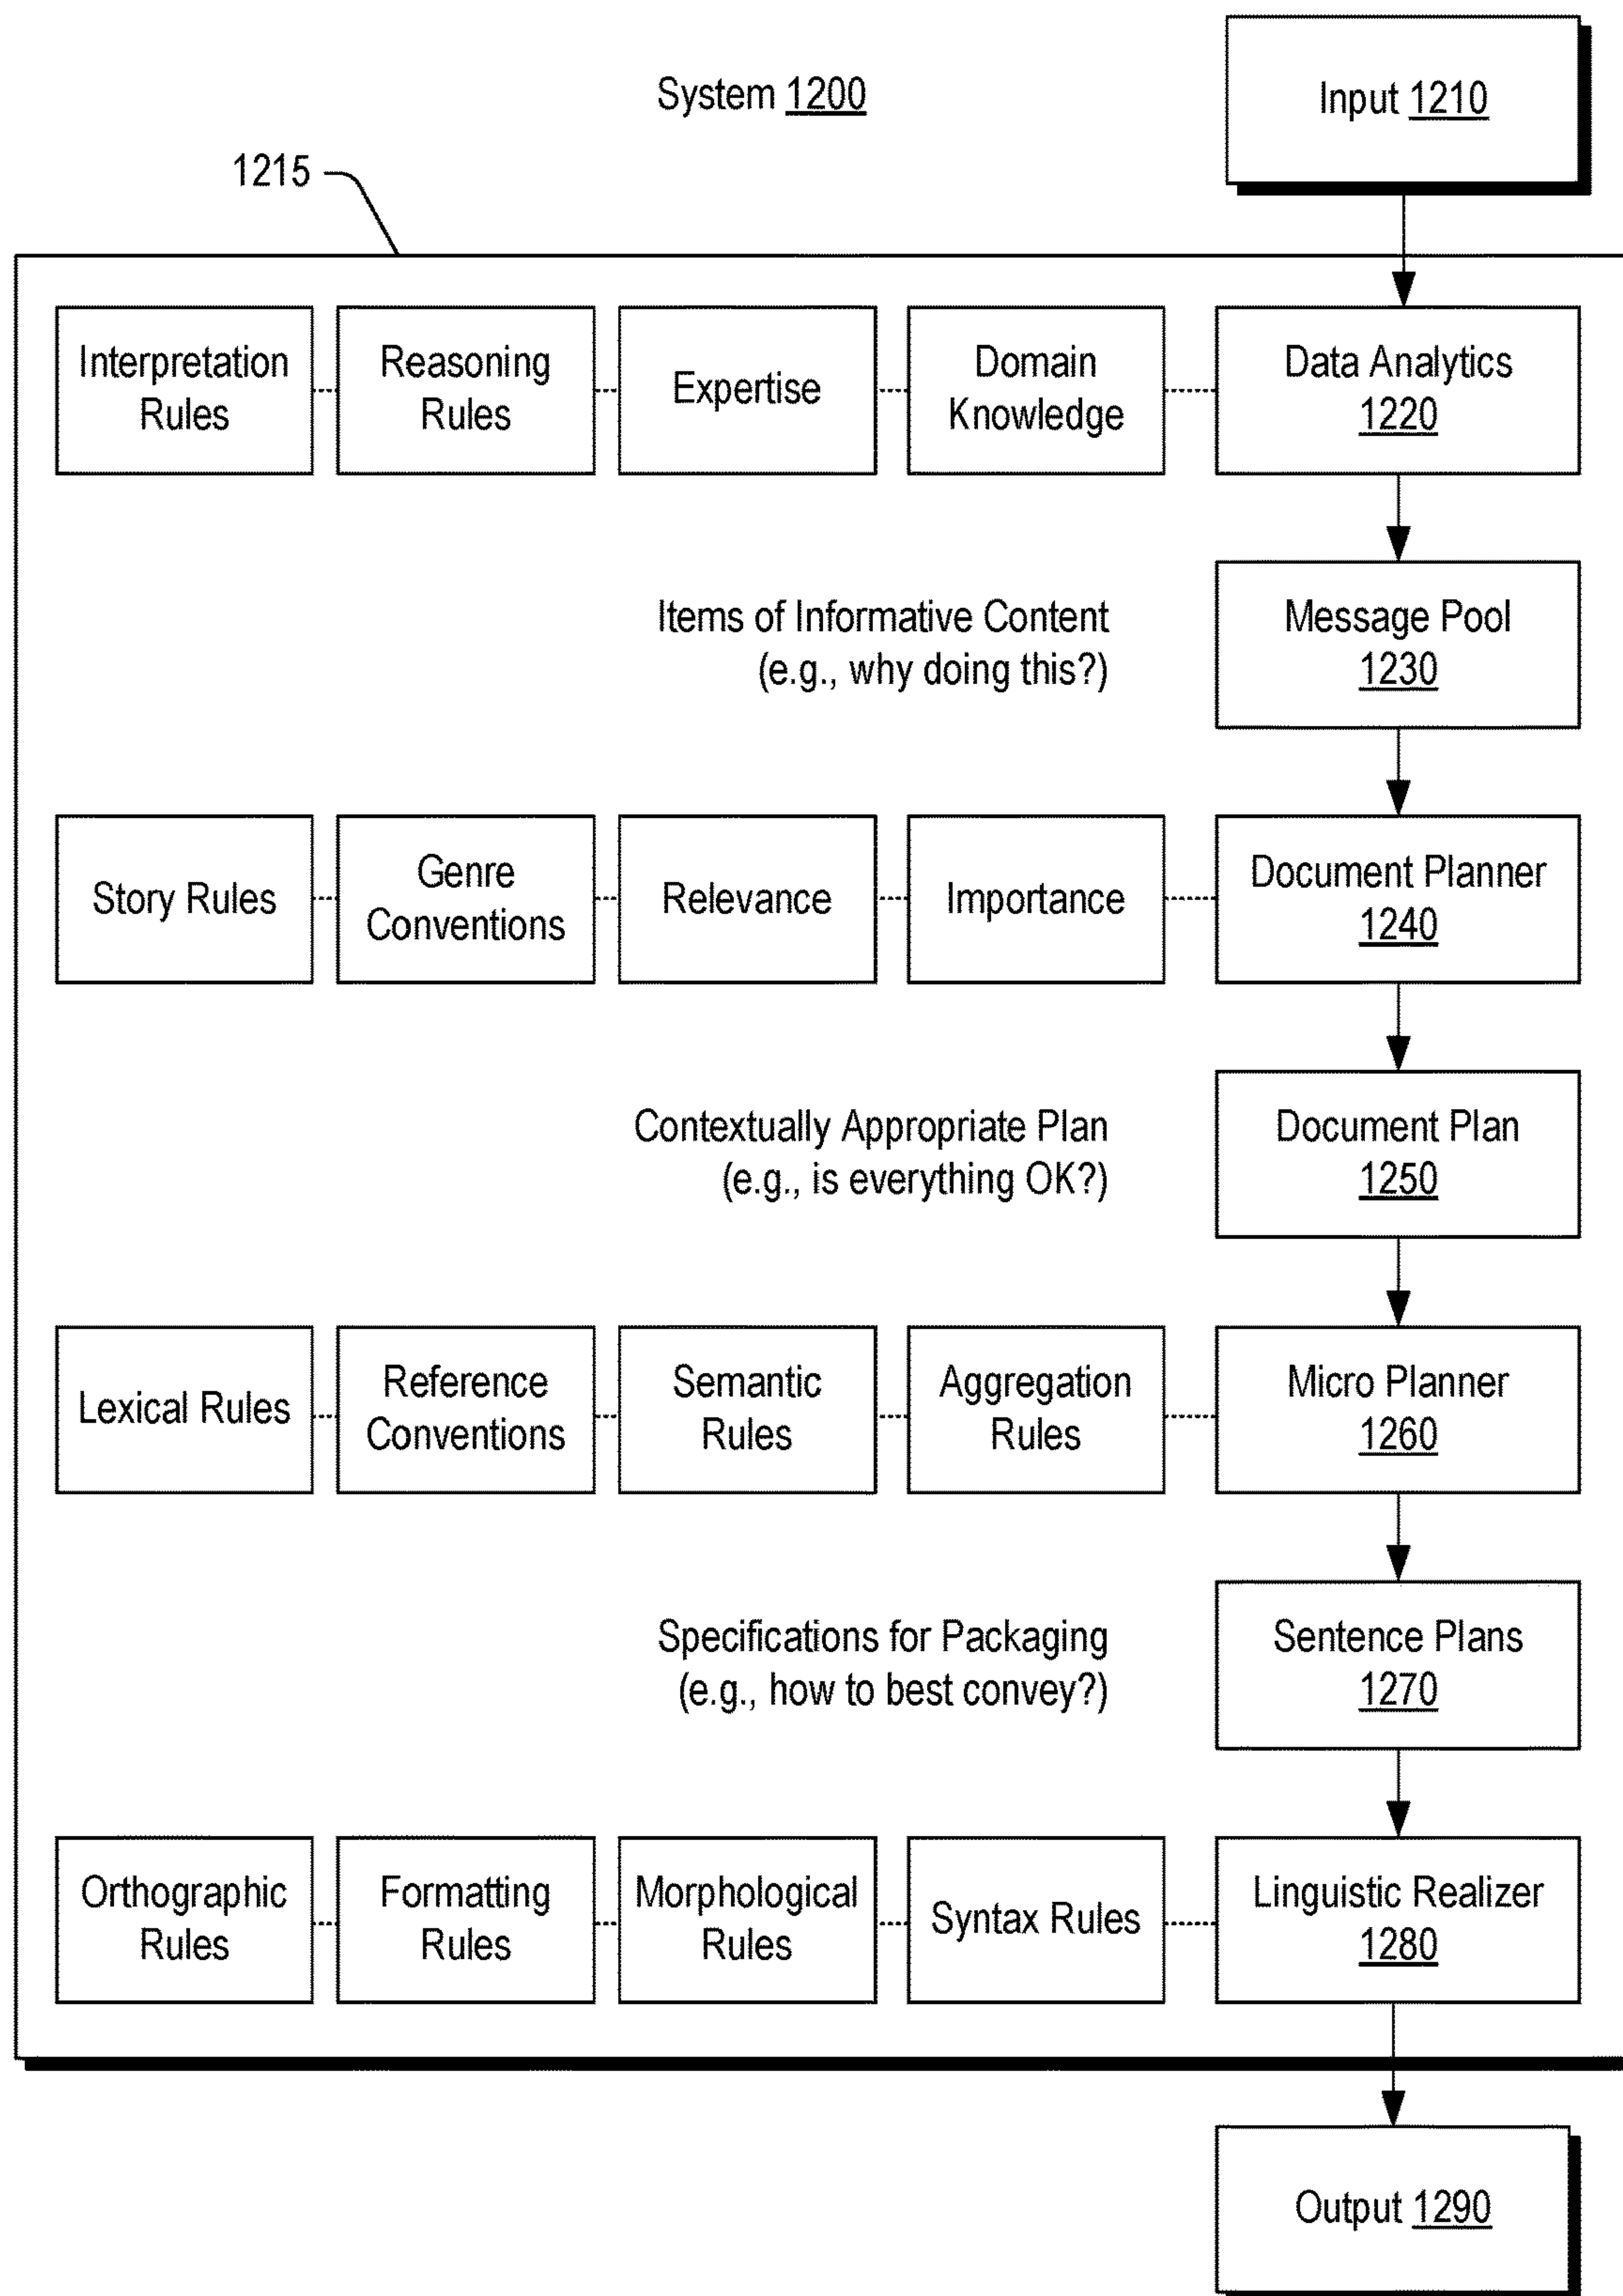 System 1200
Input 1210
1215
Interpretation
Rules
Reasoning
Rules
Expertise
Domain
Knowledge
Data Analytics
1220
Items of Informative Content
(e.g., why doing this?)
Message Pool
1230
Story Rules
Genre
Conventions
Relevance
Importance
Document Planner
1240
Contextually Appropriate Plan
(e.g., is everything OK?)
Document Plan
1250
Lexical Rules
Reference
Conventions
Semantic
Rules
Aggregation
Rules
Micro Planner
1260
Specifications for Packaging
(e.g., how to best convey?)
Sentence Plans
1270
Orthographic
Rules
Formatting
Rules
Morphological
Rules
Syntax Rules
Linguistic Realizer
1280
Output 1290